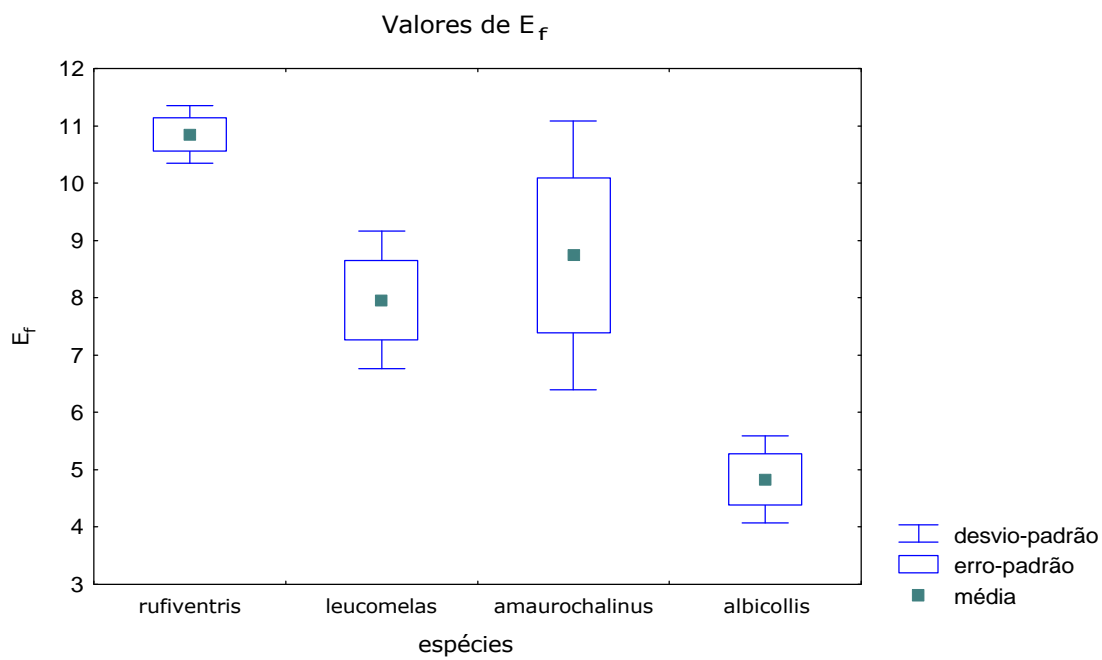 Valores de E_f
12
11
10
9
8
7
6
5
4
3
E_f
rufiventris leucomelas amaurochalinus albicollis
espécies
desvio-padrão
erro-padrão
média